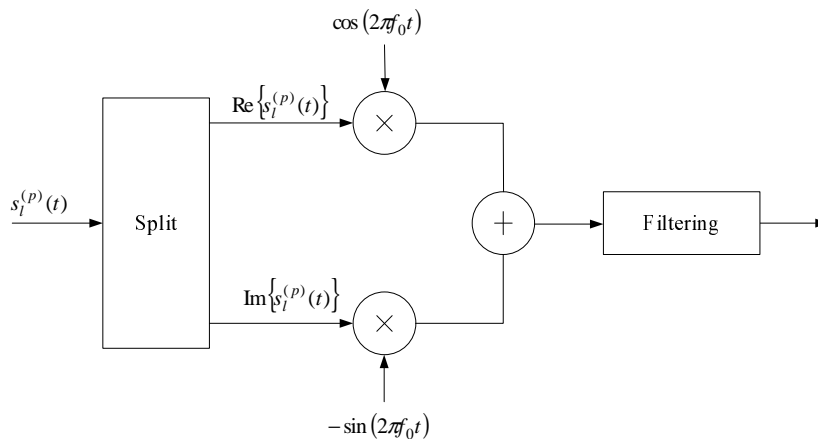 cos(2πf₀t)
Re{s_l^{(p)}(t)}
×
s_l^{(p)}(t)
Split
+
Filtering
Im{s_l^{(p)}(t)}
×
−sin(2πf₀t)